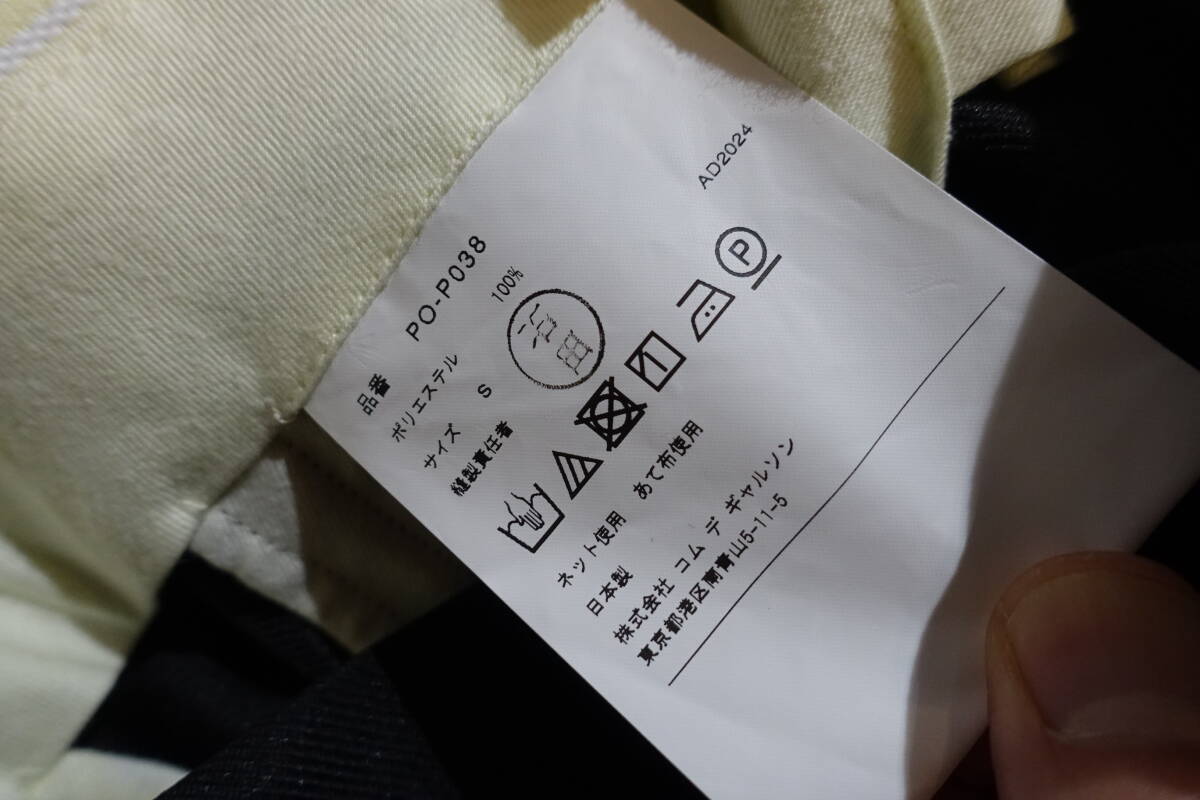 品番 PO-P038
ポリエステル 100%
サイズ S
縫製責任者 沼田
ネット使用 あて布使用
日本製
株式会社 コム デ ギャルソン
東京都港区南青山5-11-5
P
AD2024